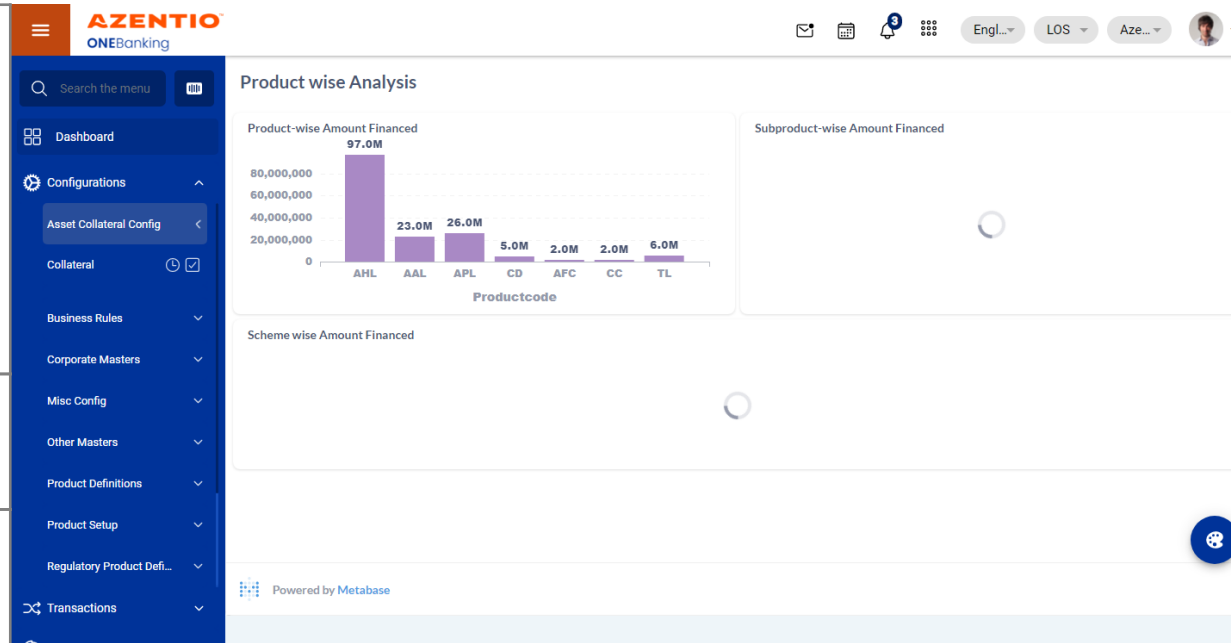 AZENTIO
ONEBanking
3
Engl...
LOS
Aze...
Search the menu
Dashboard
Configurations
Asset Collateral Config
Collateral
Business Rules
Corporate Masters
Misc Config
Other Masters
Product Definitions
Product Setup
Regulatory Product Defi...
Transactions
Product wise Analysis
Product-wise Amount Financed
97.0M
80,000,000
60,000,000
40,000,000
20,000,000
0
23.0M
26.0M
5.0M
2.0M
2.0M
6.0M
AHL AAL APL CD AFC CC TL
Productcode
Subproduct-wise Amount Financed
Scheme wise Amount Financed
Powered by Metabase